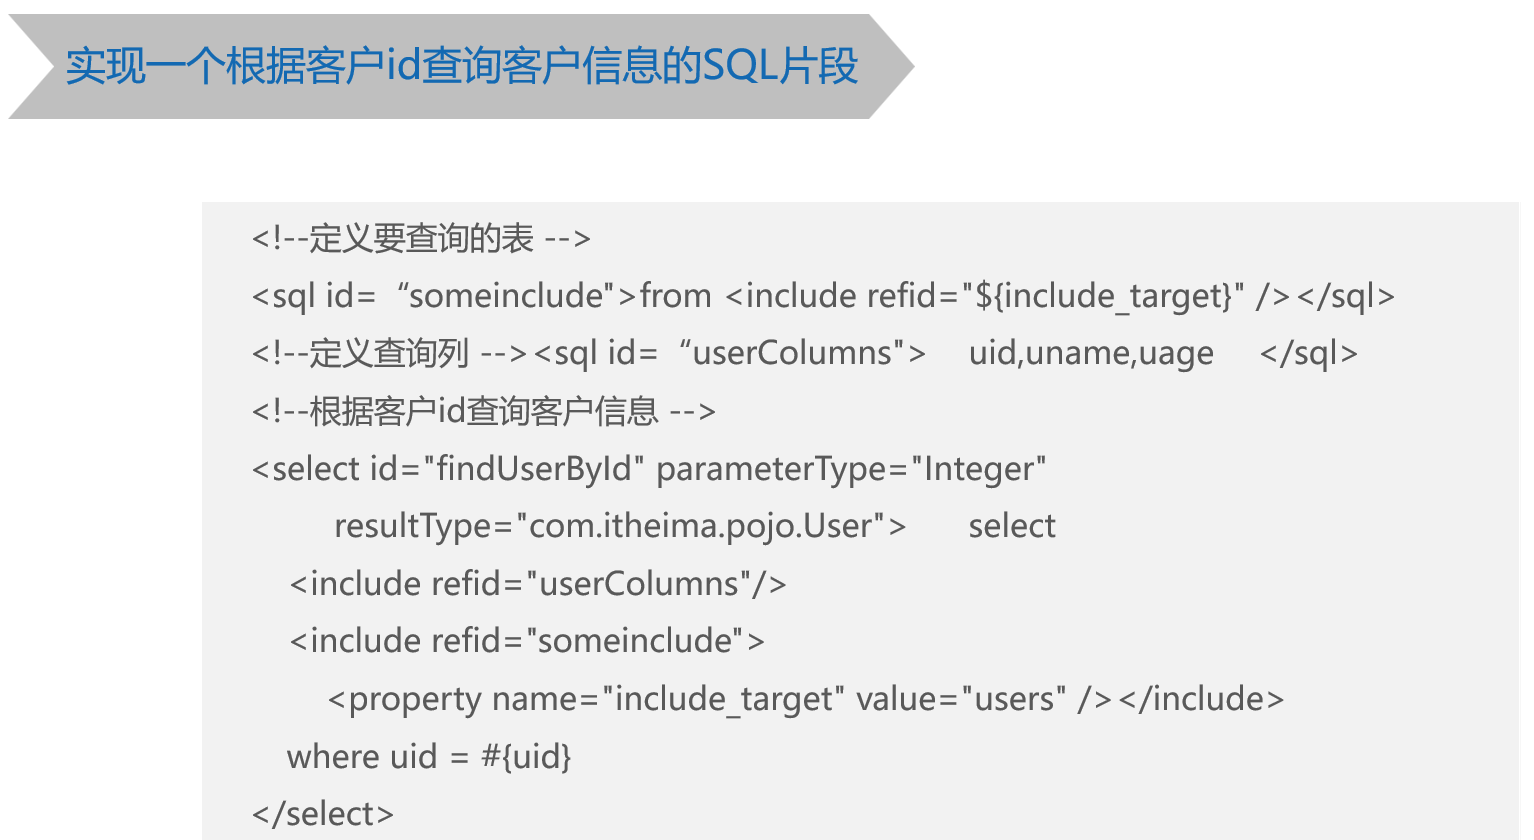 实现一个根据客户id查询客户信息的SQL片段
<!--定义要查询的表 -->
<sql id=“someinclude">from <include refid="${include_target}" /></sql>
<!--定义查询列 --><sql id=“userColumns"> uid,uname,uage </sql>
<!--根据客户id查询客户信息 -->
<select id="findUserById" parameterType="Integer"
resultType="com.itheima.pojo.User"> select
<include refid="userColumns"/>
<include refid="someinclude">
<property name="include_target" value="users" /></include>
where uid = #{uid}
</select>